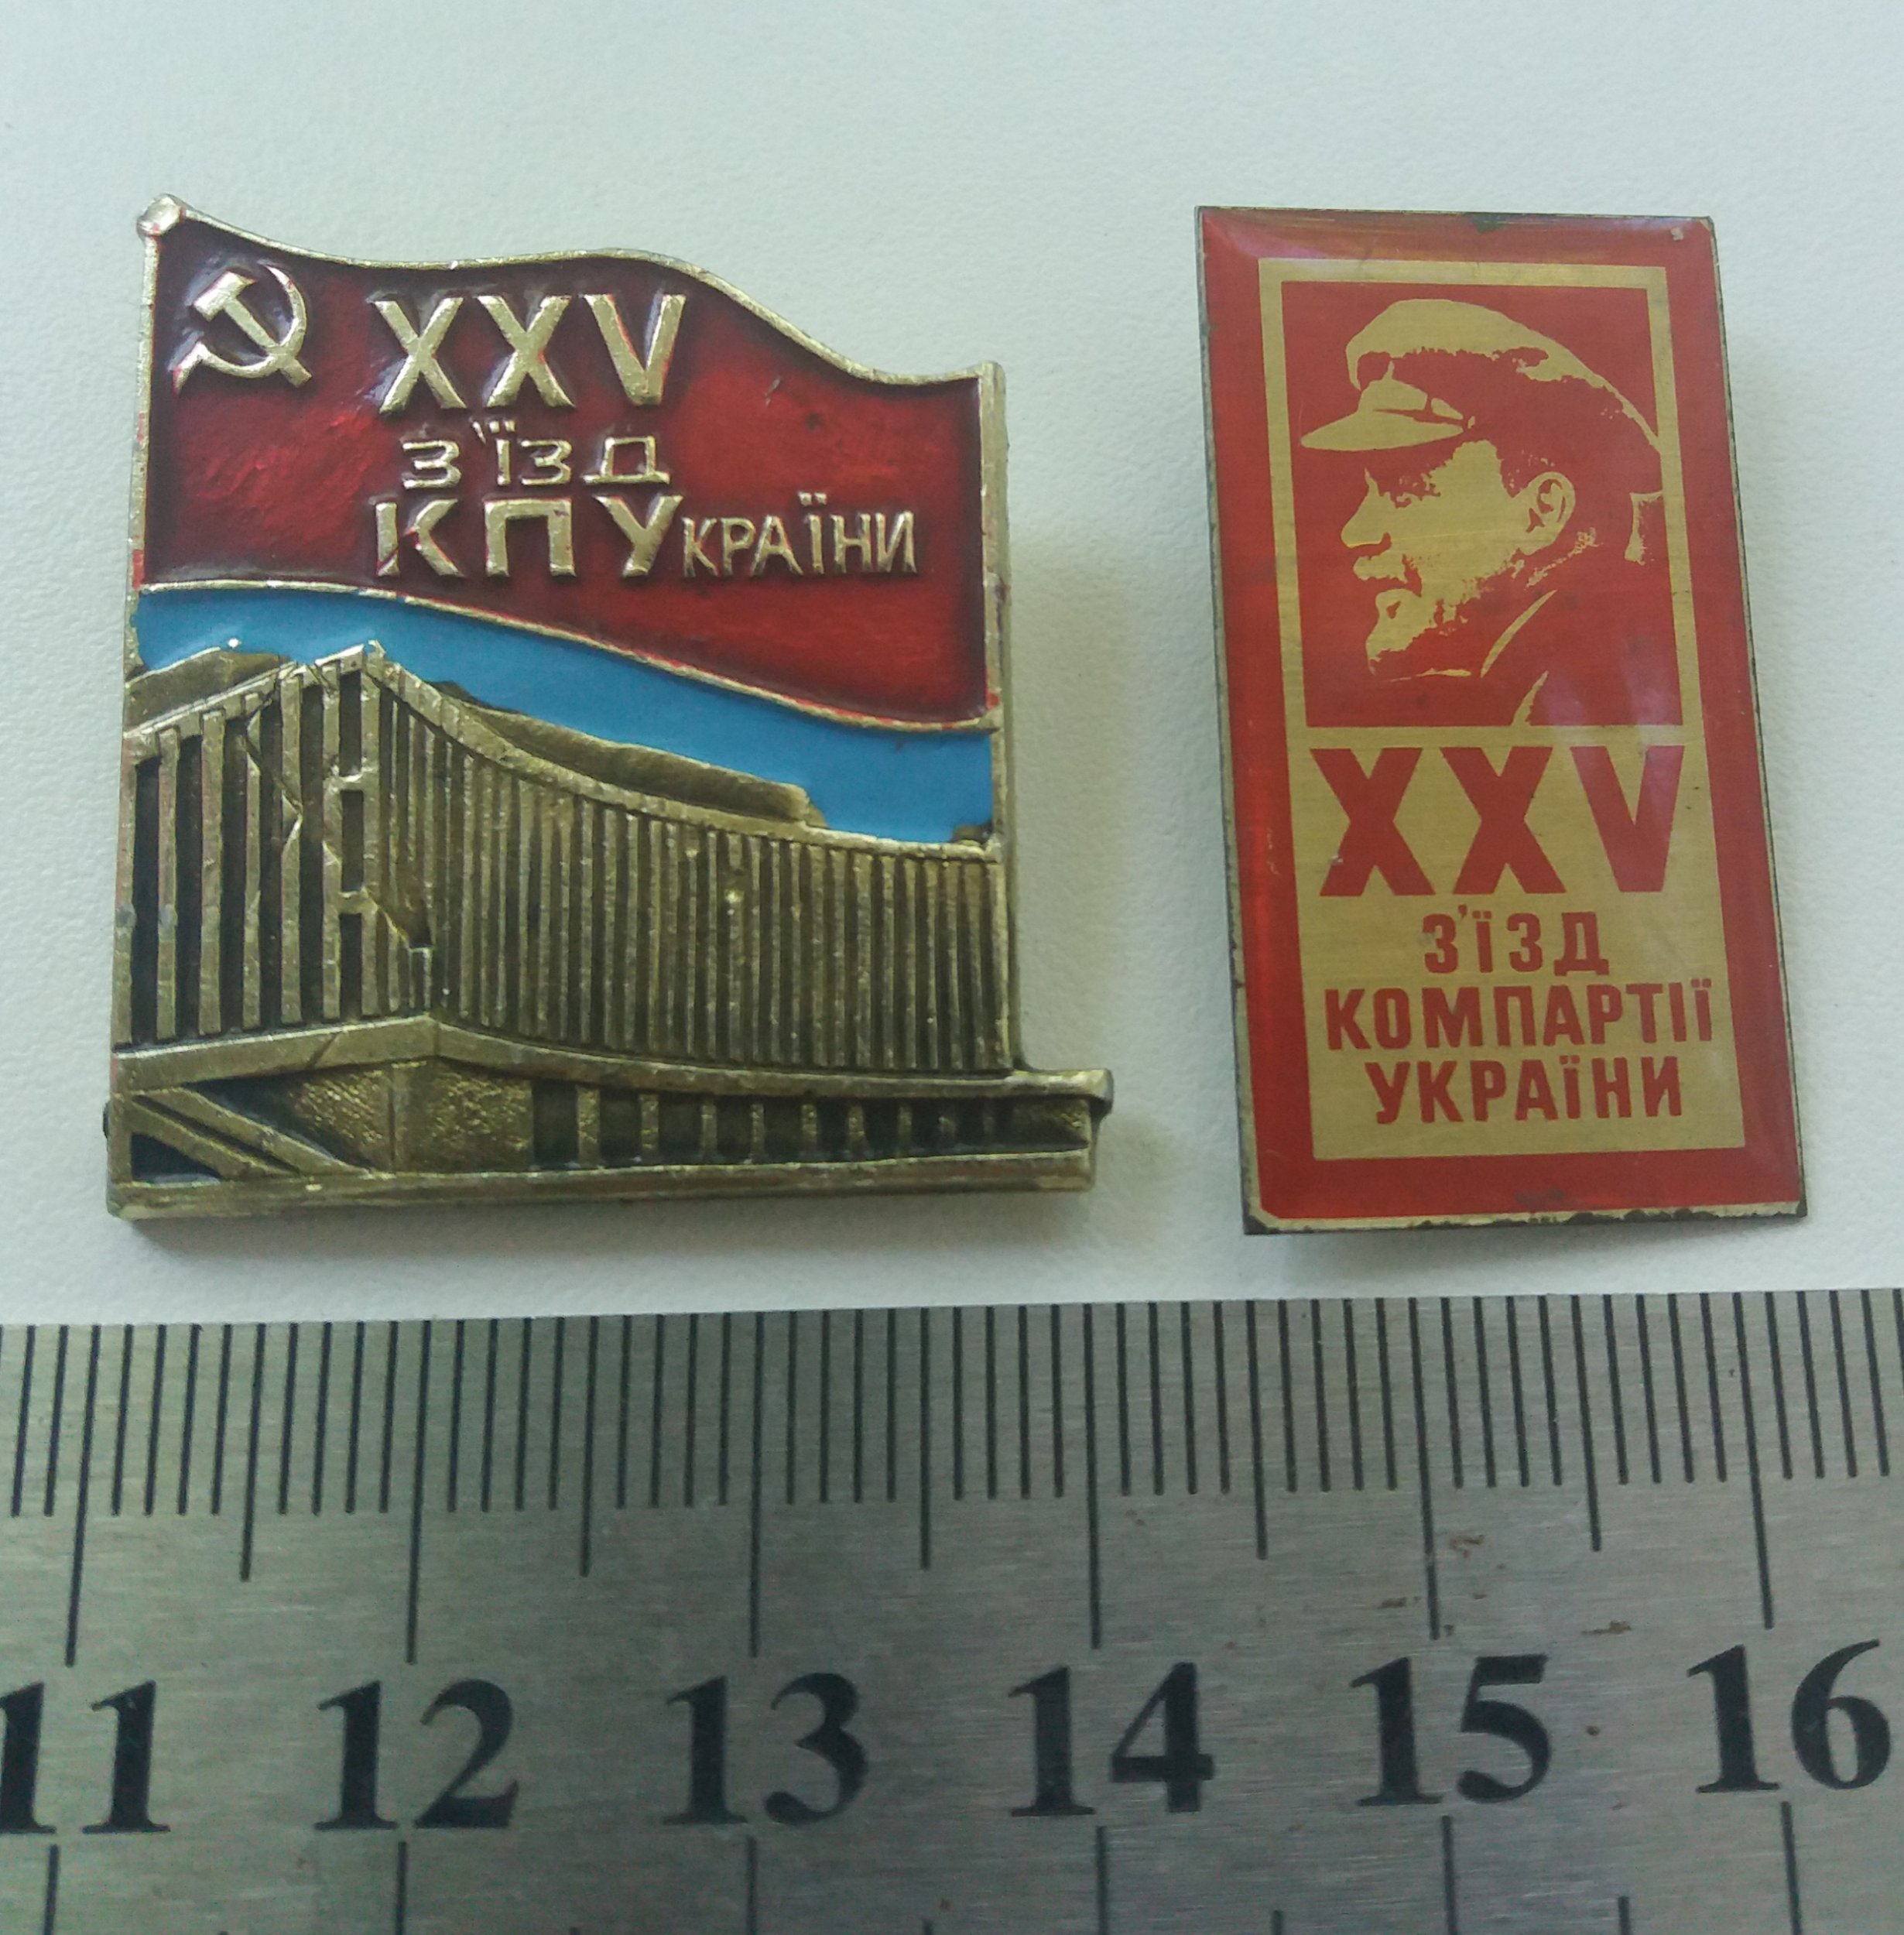 XXV
З'ЇЗД
КПУКРАЇНИ
XXV
З'ЇЗД
КОМПАРТІЇ
УКРАЇНИ
11 12 13 14 15 16